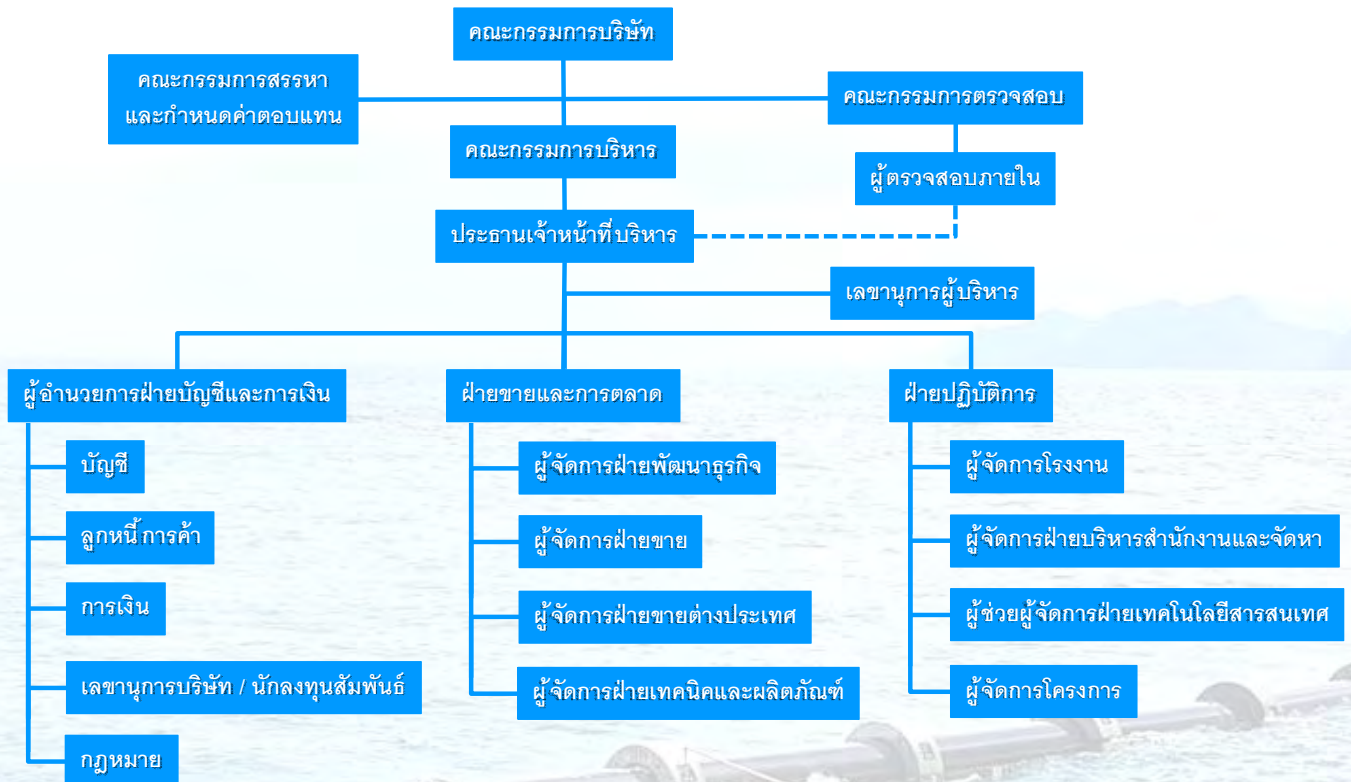 คณะกรรมการบริษัท
คณะกรรมการสรรหา
และกำหนดค่าตอบแทน
คณะกรรมการตรวจสอบ
คณะกรรมการบริหาร
ผู้ตรวจสอบภายใน
ประธานเจ้าหน้าที่บริหาร
เลขานุการผู้บริหาร
ผู้อำนวยการฝ่ายบัญชีและการเงิน
บัญชี
ลูกหนี้การค้า
การเงิน
เลขานุการบริษัท / นักลงทุนสัมพันธ์
กฎหมาย
ฝ่ายขายและการตลาด
ผู้จัดการฝ่ายพัฒนาธุรกิจ
ผู้จัดการฝ่ายขาย
ผู้จัดการฝ่ายขายต่างประเทศ
ผู้จัดการฝ่ายเทคนิคและผลิตภัณฑ์
ฝ่ายปฏิบัติการ
ผู้จัดการโรงงาน
ผู้จัดการฝ่ายบริหารสำนักงานและจัดหา
ผู้ช่วยผู้จัดการฝ่ายเทคโนโลยีสารสนเทศ
ผู้จัดการโครงการ